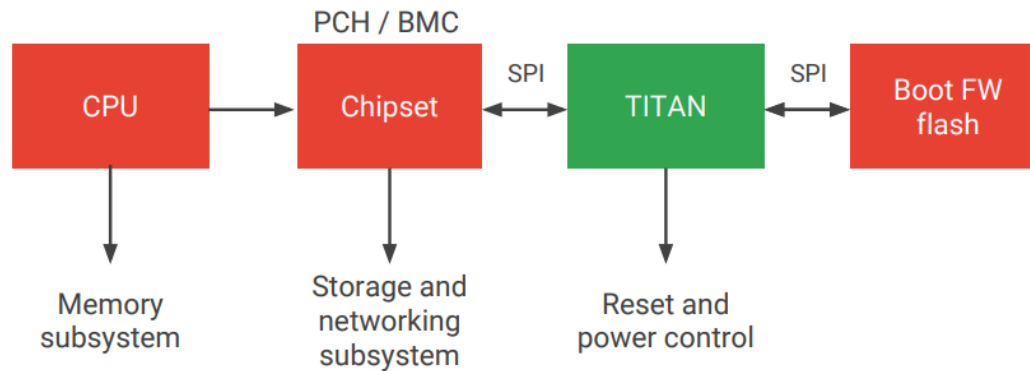 PCH / BMC
CPU
Chipset
SPI
TITAN
SPI
Boot FW
flash
Memory
subsystem
Storage and
networking
subsystem
Reset and
power control